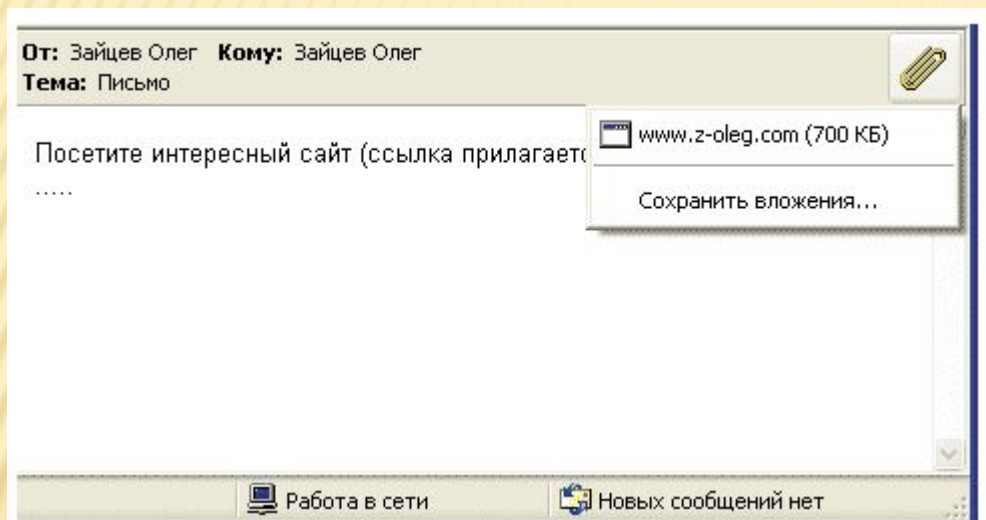 От: Зайцев Олег Кому: Зайцев Олег
Тема: Письмо
www.z-oleg.com (700 КБ)
Посетите интересный сайт (ссылка
.....
Сохранить вложения...
Работа в сети
Новых сообщений нет